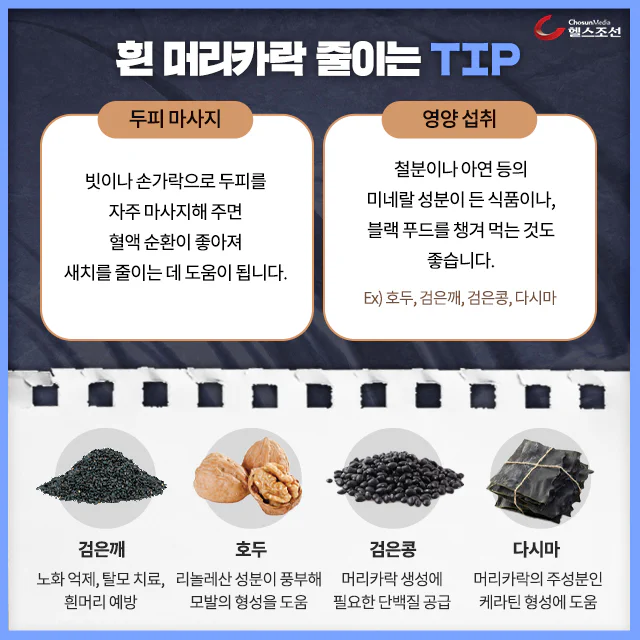 ChosunMedia
헬스조선
흰 머리카락 줄이는 TIP
두피 마사지
빗이나 손가락으로 두피를
자주 마사지해 주면
혈액 순환이 좋아져
새치를 줄이는 데 도움이 됩니다.
영양 섭취
철분이나 아연 등의
미네랄 성분이 든 식품이나,
블랙 푸드를 챙겨 먹는 것도
좋습니다.
Ex) 호두, 검은깨, 검은콩, 다시마
검은깨
노화 억제, 탈모 치료,
흰머리 예방
호두
리놀레산 성분이 풍부해
모발의 형성을 도움
검은콩
머리카락 생성에
필요한 단백질 공급
다시마
머리카락의 주성분인
케라틴 형성에 도움